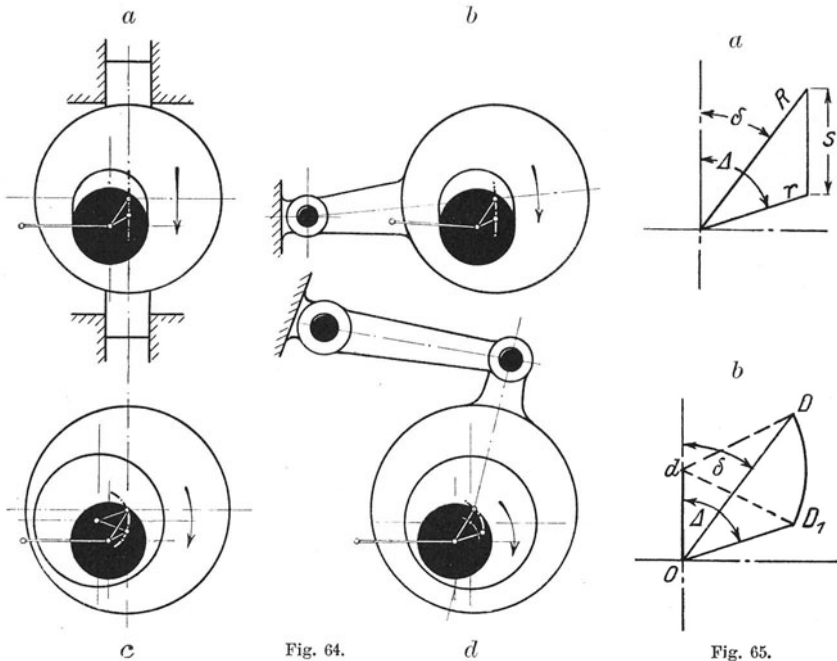 a
b
a
R
δ
Δ
s
r
b
D
d
δ
Δ
D₁
O
c
Fig. 64.
d
Fig. 65.